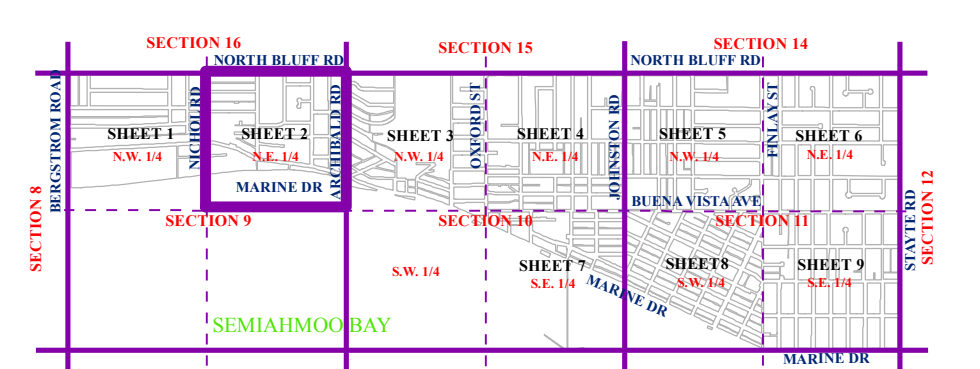 SECTION 16
SECTION 15
SECTION 14
NORTH BLUFF RD
NORTH BLUFF RD
BERGSTROM ROAD
NICHOL RD
ARCHIBALD RD
OXFORD ST
JOHNSTON RD
FINLAY ST
SHEET 1
N.W. 1/4
SHEET 2
N.E. 1/4
SHEET 3
N.W. 1/4
SHEET 4
N.E. 1/4
SHEET 5
N.W. 1/4
SHEET 6
N.E. 1/4
MARINE DR
BUENA VISTA AVE
SECTION 8
SECTION 9
SECTION 10
SECTION 11
STAYTE RD
SECTION 12
S.W. 1/4
SHEET 7
S.E. 1/4
MARINE DR
SHEET8
S.W. 1/4
SHEET 9
S.E. 1/4
SEMIAHMOO BAY
MARINE DR